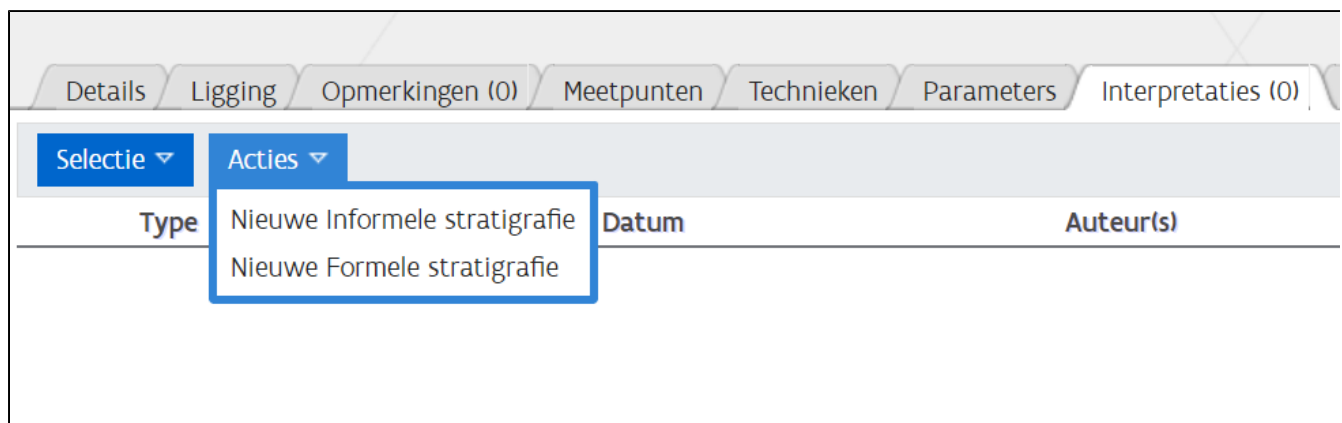 Details Ligging Opmerkingen (0) Meetpunten Technieken Parameters Interpretaties (0)
Selectie Acties
Nieuwe Informele stratigrafie
Type Datum Auteur(s)
Nieuwe Formele stratigrafie